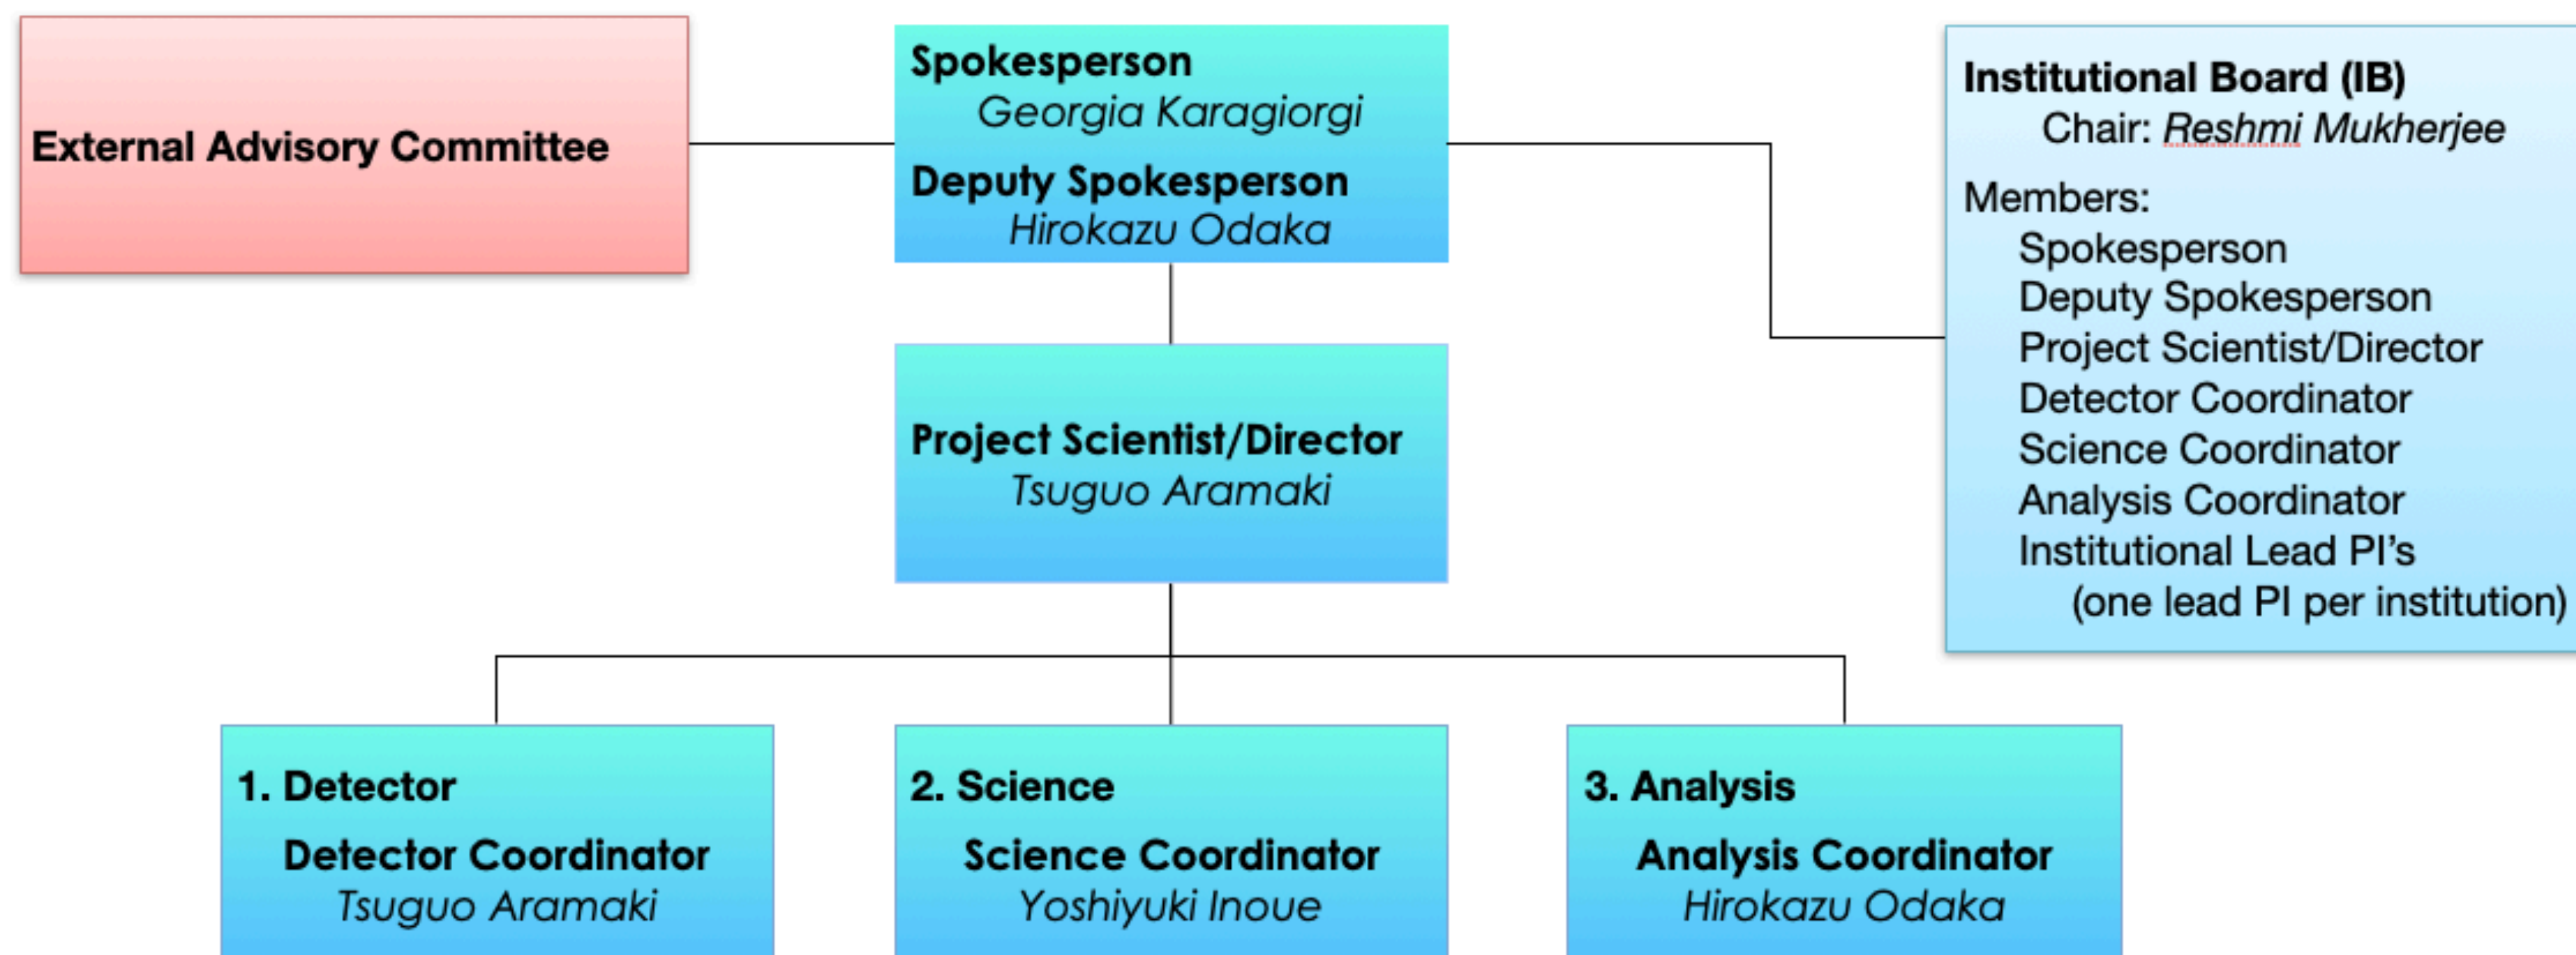 External Advisory Committee
Spokesperson
Georgia Karagiorgi
Deputy Spokesperson
Hirokazu Odaka
Institutional Board (IB)
Chair: Reshmi Mukherjee
Members:
Spokesperson
Deputy Spokesperson
Project Scientist/Director
Detector Coordinator
Science Coordinator
Analysis Coordinator
Institutional Lead PI’s
(one lead PI per institution)
Project Scientist/Director
Tsuguo Aramaki
1. Detector
Detector Coordinator
Tsuguo Aramaki
2. Science
Science Coordinator
Yoshiyuki Inoue
3. Analysis
Analysis Coordinator
Hirokazu Odaka